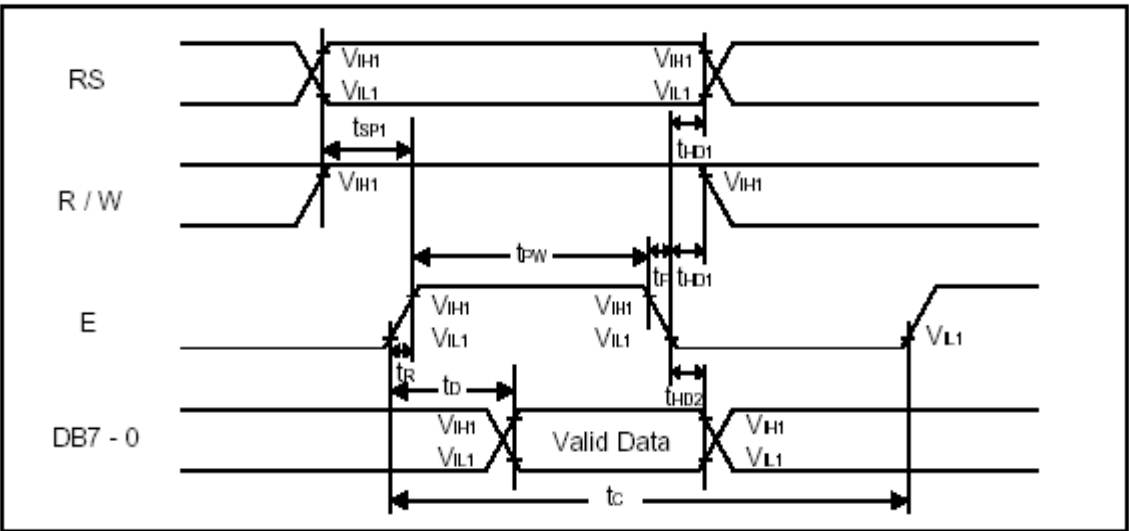 RS
VIH1
VIL1
VIH1
VIL1
tSP1
tHD1
R / W
VIH1
VIH1
tPW
tF
tHD1
E
VIH1
VIL1
VIH1
VIL1
VIL1
tR
tD
tHD2
DB7 - 0
VIH1
VIL1
Valid Data
VIH1
VIL1
tC